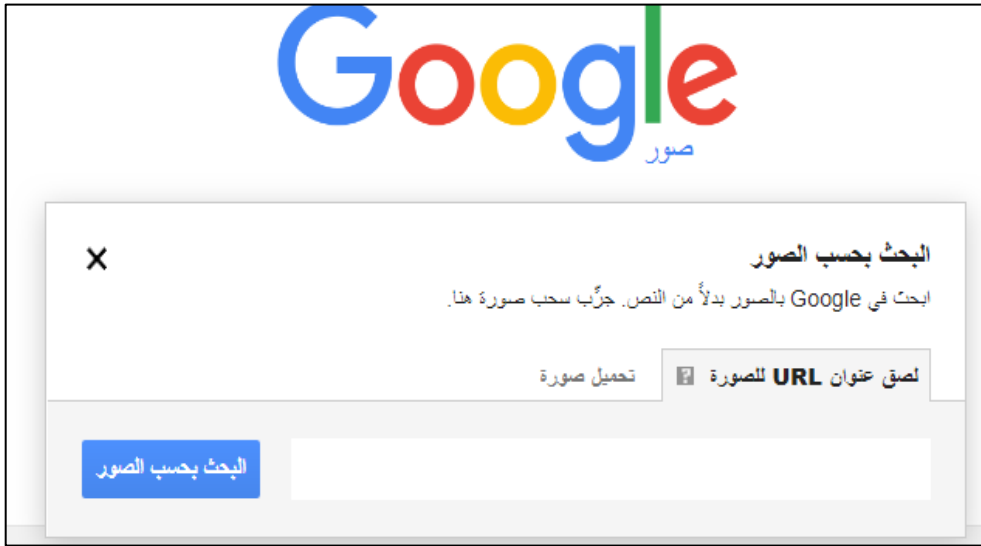 Google
صور
البحث بحسب الصور
ابحث في Google بالصور بدلاً من النص. جرِّب سحب صورة هنا.
لصق عنوان URL للصورة ? تحميل صورة
البحث بحسب الصور